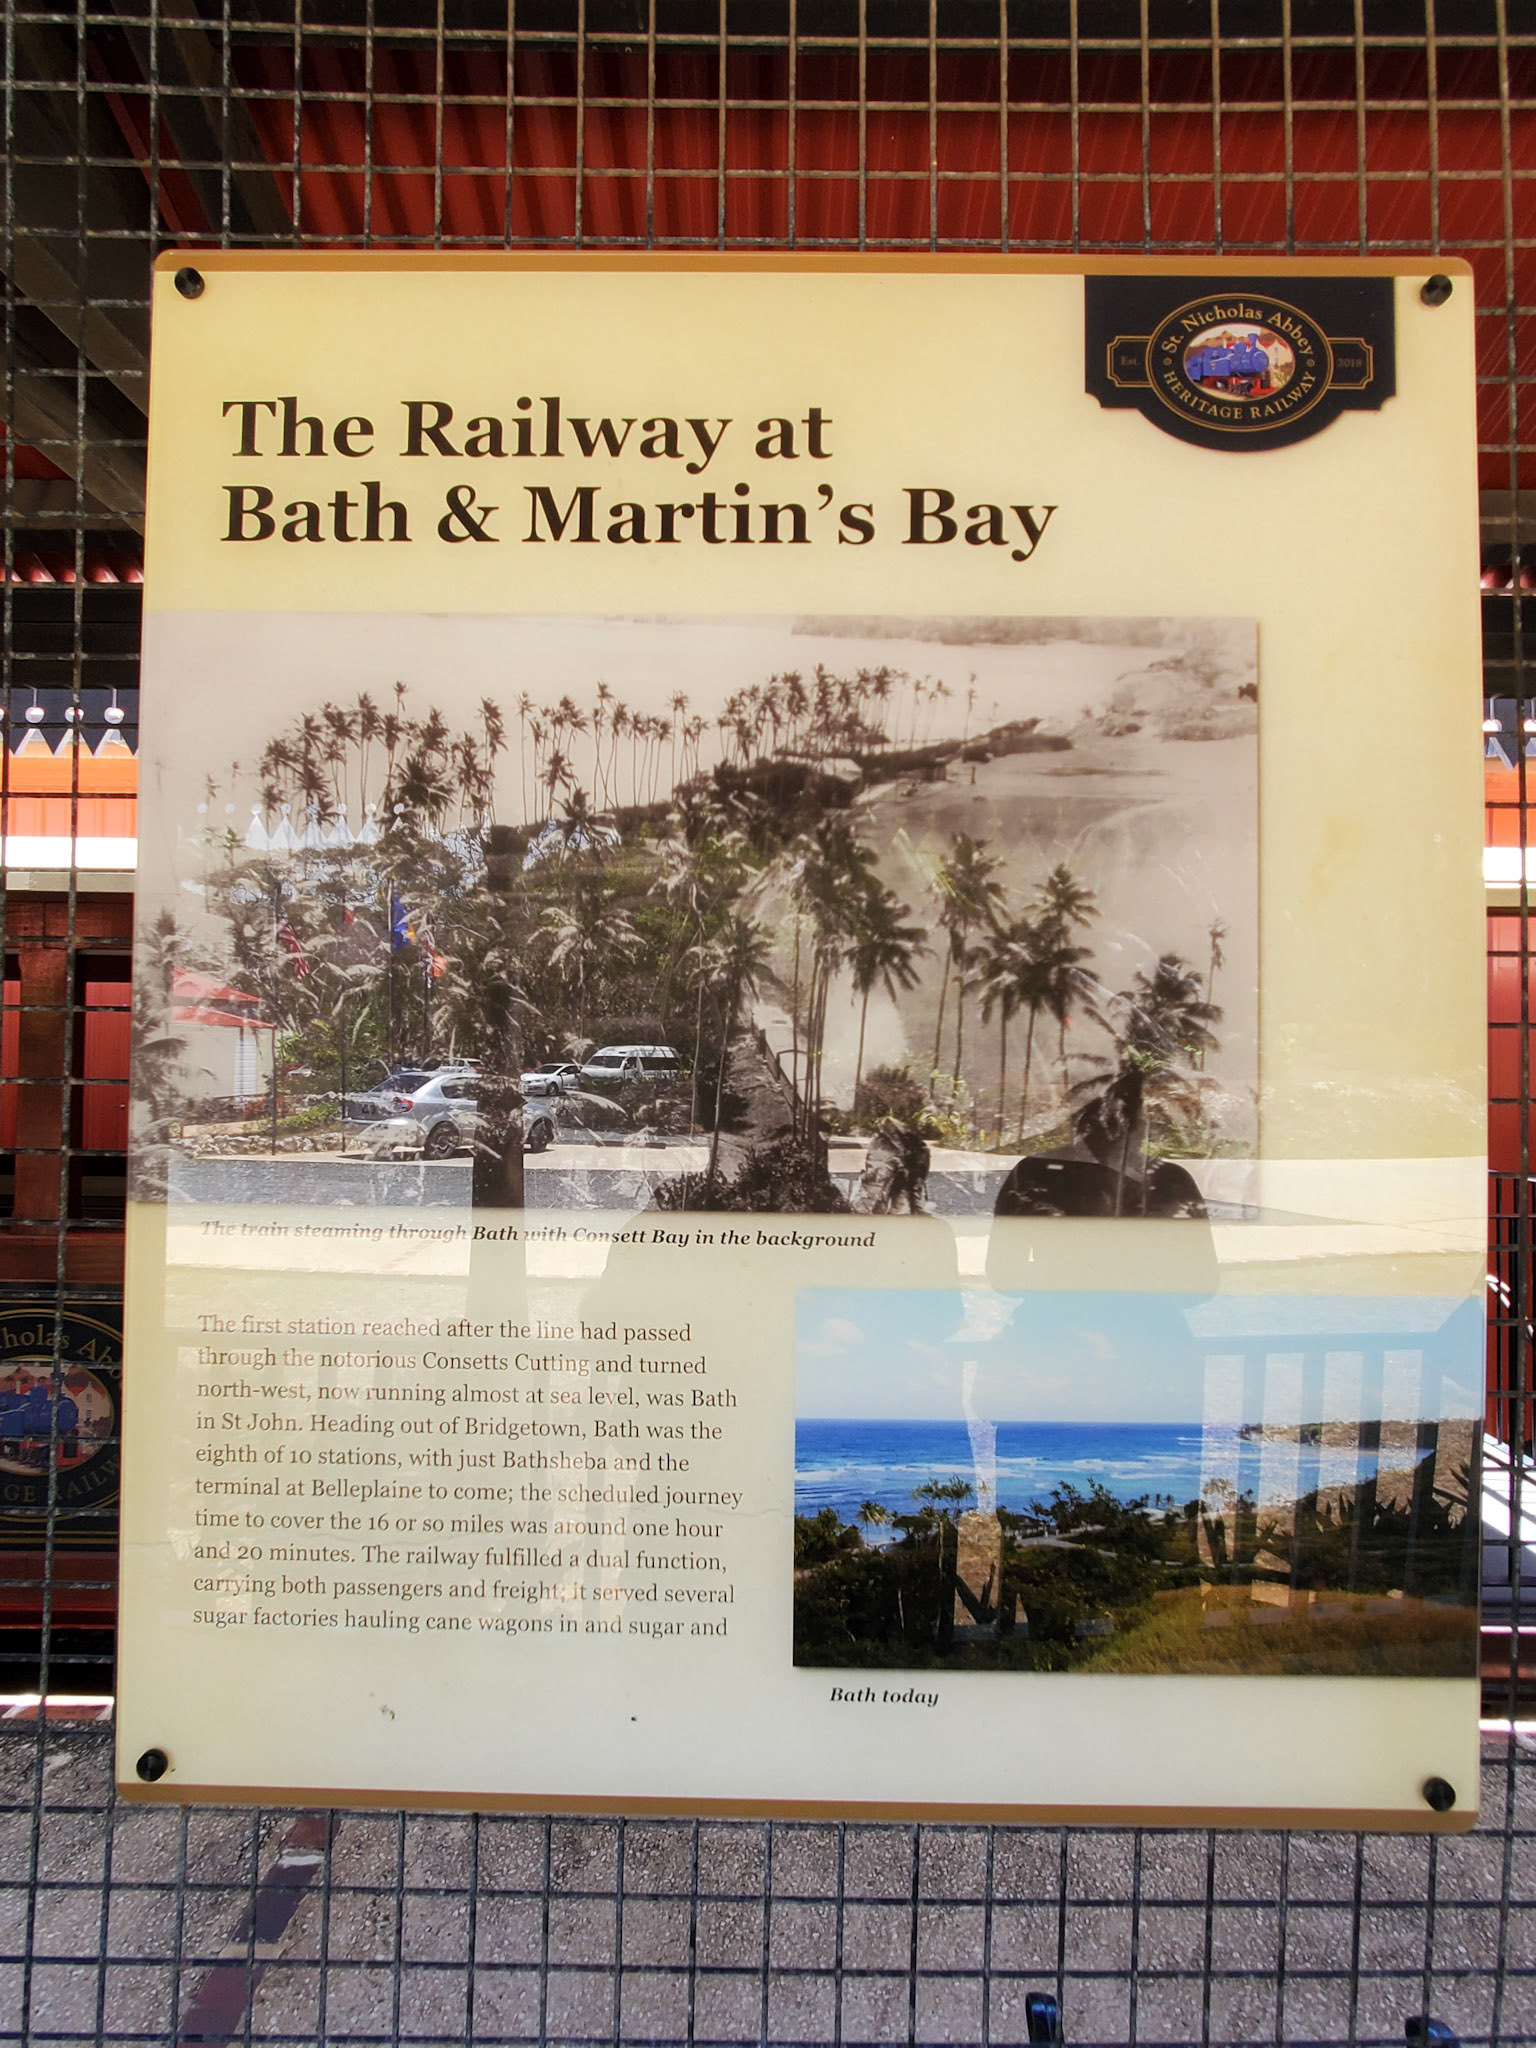 St. Nicholas Abbey
Est. 2018
HERITAGE RAILWAY
The Railway at
Bath & Martin's Bay
The train steaming through Bath with Consett Bay in the background
The first station reached after the line had passed
through the notorious Consetts Cutting and turned
north-west, now running almost at sea level, was Bath
in St John. Heading out of Bridgetown, Bath was the
eighth of 10 stations, with just Bathsheba and the
terminal at Belleplaine to come; the scheduled journey
time to cover the 16 or so miles was around one hour
and 20 minutes. The railway fulfilled a dual function,
carrying both passengers and freight; it served several
sugar factories hauling cane wagons in and sugar and
Bath today